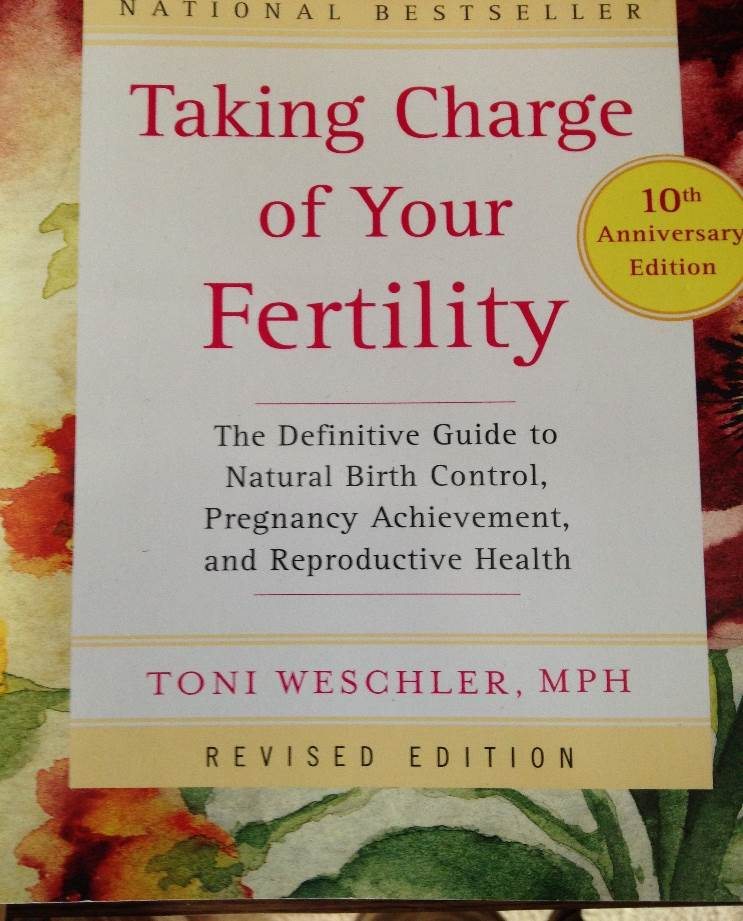 NATIONAL BESTSELLER
Taking Charge
of Your
Fertility
10th
Anniversary
Edition
The Definitive Guide to
Natural Birth Control,
Pregnancy Achievement,
and Reproductive Health
TONI WESCHLER, MPH
REVISED EDITION